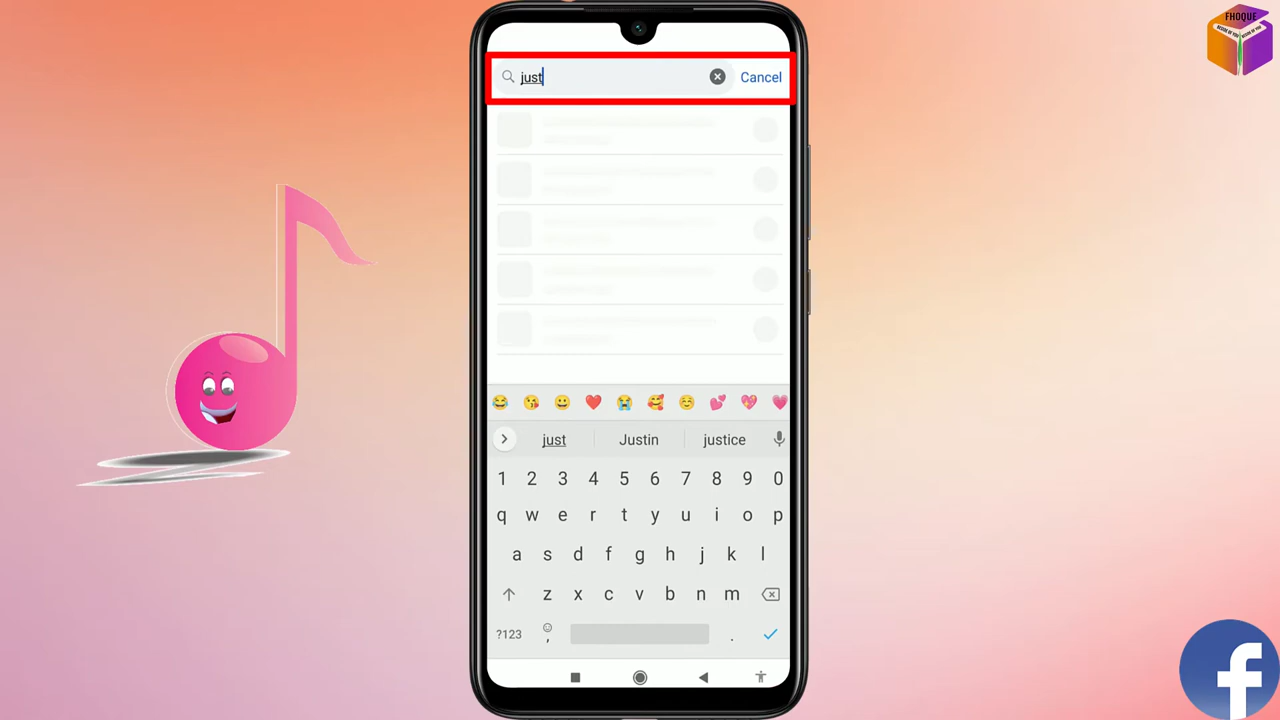 FHOQUE
just
Cancel
just Justin justice
1 2 3 4 5 6 7 8 9 0
q w e r t y u i o p
a s d f g h j k l
z x c v b n m
?123 , .
f